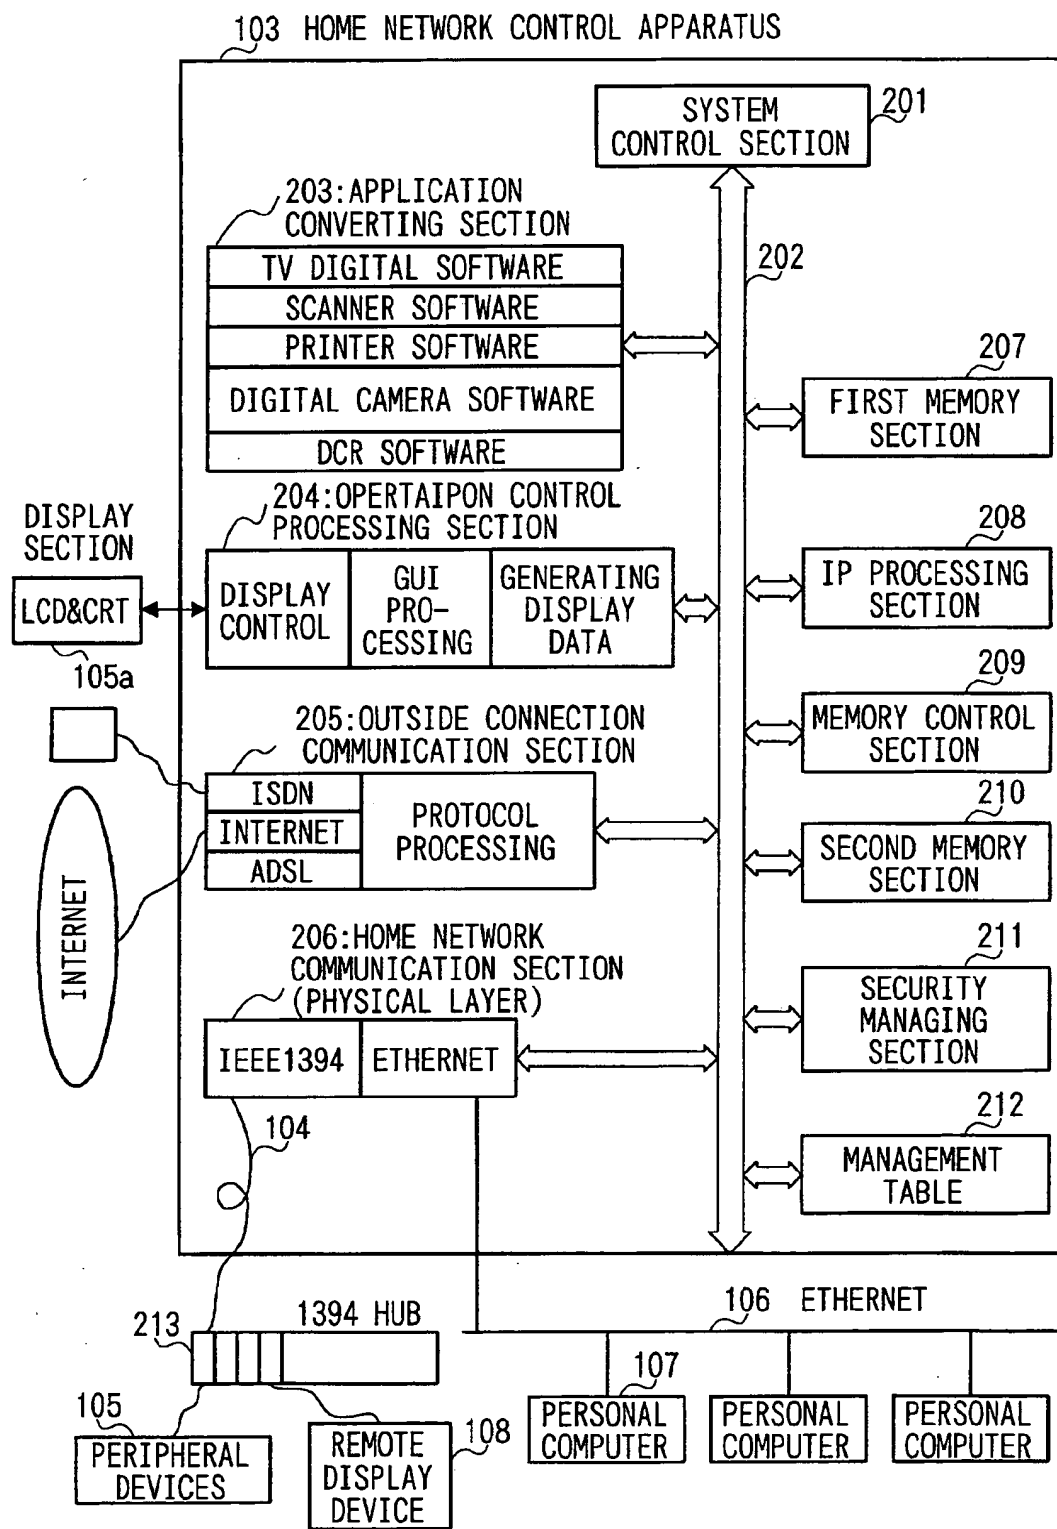 103 HOME NETWORK CONTROL APPARATUS
SYSTEM
CONTROL SECTION
201
203:APPLICATION
CONVERTING SECTION
TV DIGITAL SOFTWARE
SCANNER SOFTWARE
PRINTER SOFTWARE
DIGITAL CAMERA SOFTWARE
DCR SOFTWARE
202
207
FIRST MEMORY
SECTION
204:OPERTAIPON CONTROL
PROCESSING SECTION
DISPLAY
SECTION
LCD&CRT
105a
DISPLAY
CONTROL
GUI
PRO-
CESSING
GENERATING
DISPLAY
DATA
208
IP PROCESSING
SECTION
209
MEMORY CONTROL
SECTION
205:OUTSIDE CONNECTION
COMMUNICATION SECTION
ISDN
INTERNET
ADSL
PROTOCOL
PROCESSING
210
SECOND MEMORY
SECTION
INTERNET
206:HOME NETWORK
COMMUNICATION SECTION
(PHYSICAL LAYER)
IEEE1394
ETHERNET
211
SECURITY
MANAGING
SECTION
104
212
MANAGEMENT
TABLE
213
1394 HUB
106 ETHERNET
105
PERIPHERAL
DEVICES
REMOTE
DISPLAY
DEVICE
108
107
PERSONAL
COMPUTER
PERSONAL
COMPUTER
PERSONAL
COMPUTER